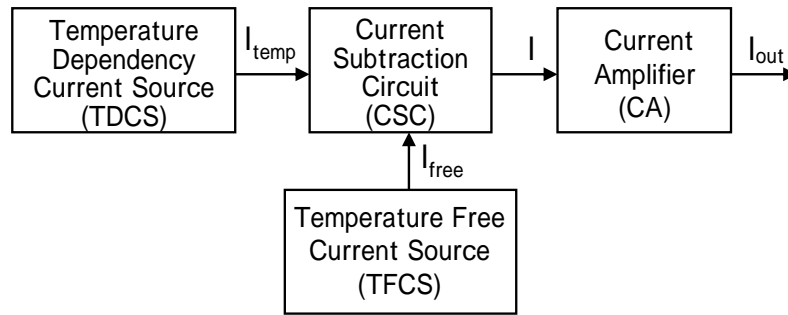 Temperature
Dependency
Current Source
(TDCS)
I_temp
Current
Subtraction
Circuit
(CSC)
I
Current
Amplifier
(CA)
I_out
I_free
Temperature Free
Current Source
(TFCS)